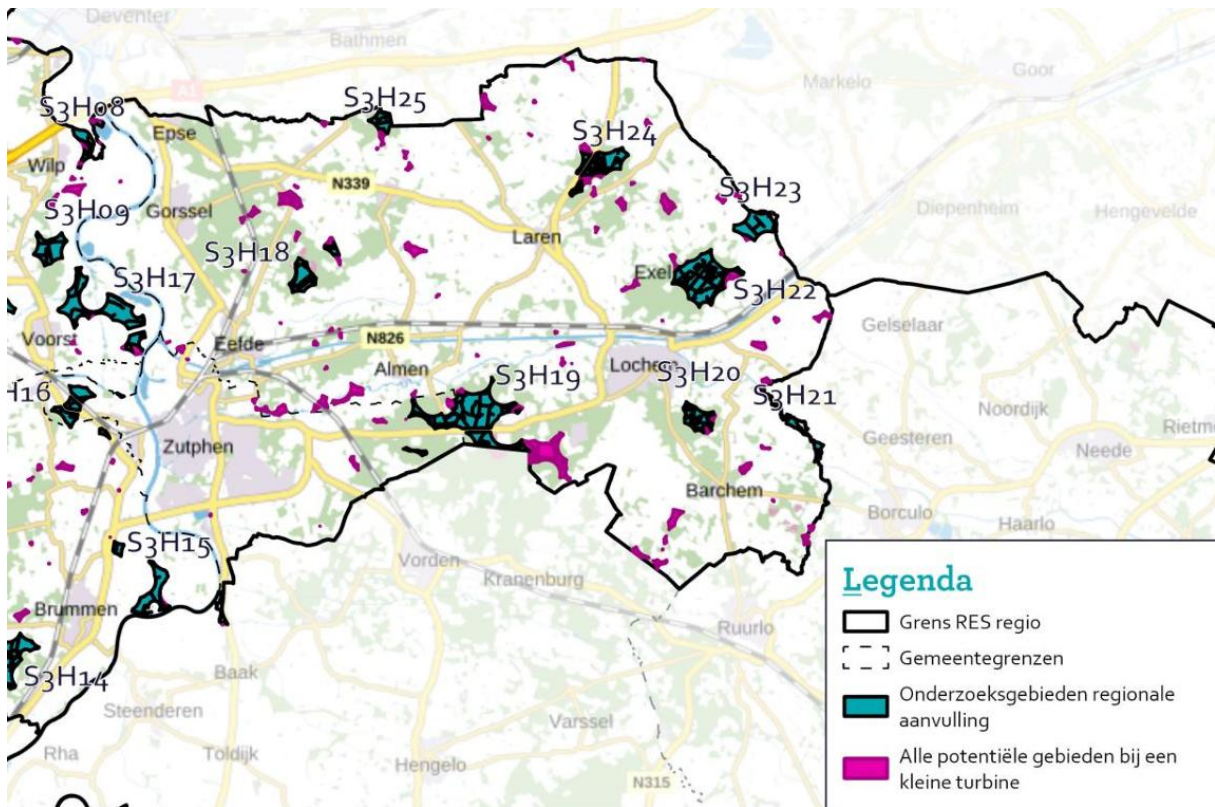 Deventer
Bathmen
Goor
Markelo
A1
S3H08
S3H25
Epse
S3H24
Wilp
N339
S3H23
Diepenheim
Hengevelde
S3H09
Gorssel
Laren
S3H18
Exel
S3H17
S3H22
Gelselaar
Voorst
Eefde
N826
Lochem
Almen
S3H19
S3H20
S3H21
H16
Noordijk
Rietm
Geesteren
Neede
Zutphen
Barchem
Borculo
Haarlo
S3H15
Vorden
Kranenburg
Brummen
Ruurlo
S3H14
Baak
Steenderen
Varssel
Rha
Toldijk
Hengelo
N315
Legenda
Grens RES regio
Gemeentegrenzen
Onderzoeksgebieden regionale
aanvulling
Alle potentiële gebieden bij een
kleine turbine